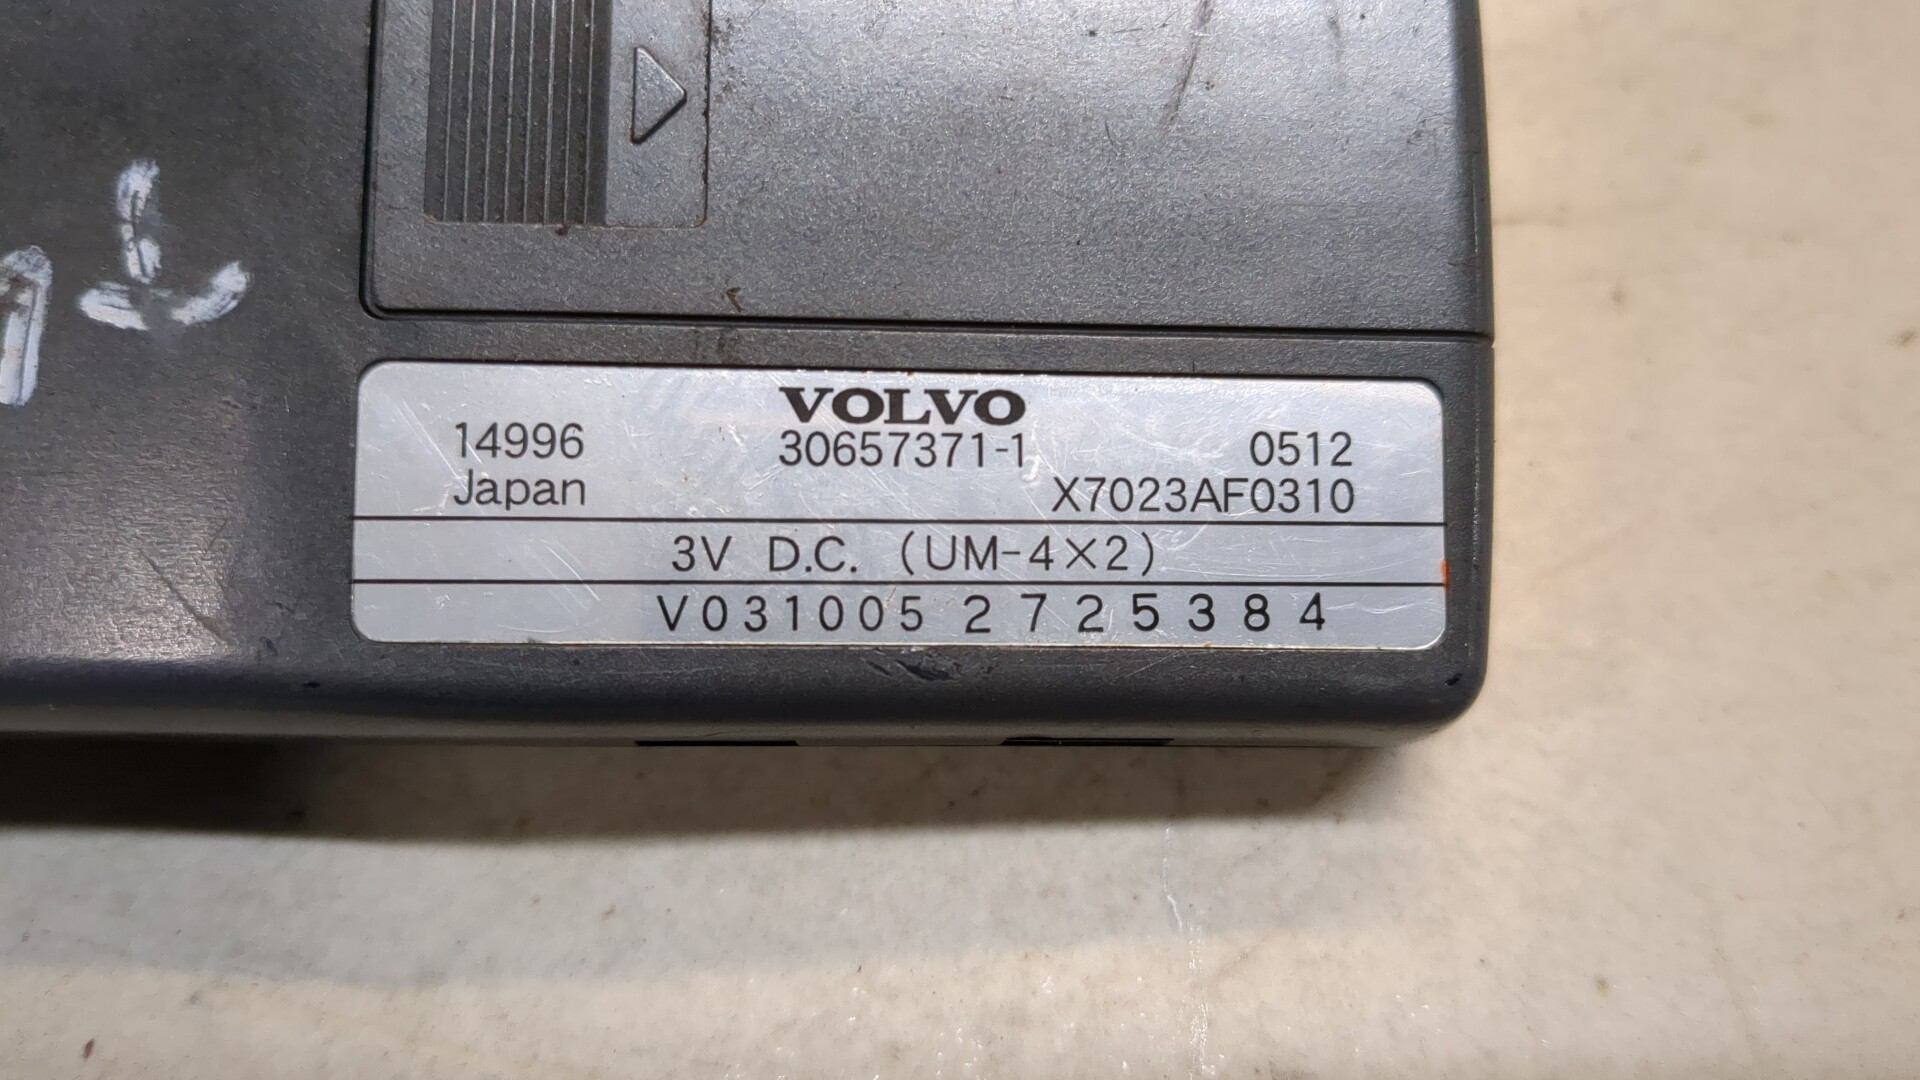 VOLVO
14996 30657371-1 0512
Japan X7023AF0310
3V D.C. (UM-4×2)
V031005 2725384